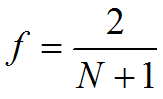 f = 2 / (N + 1)